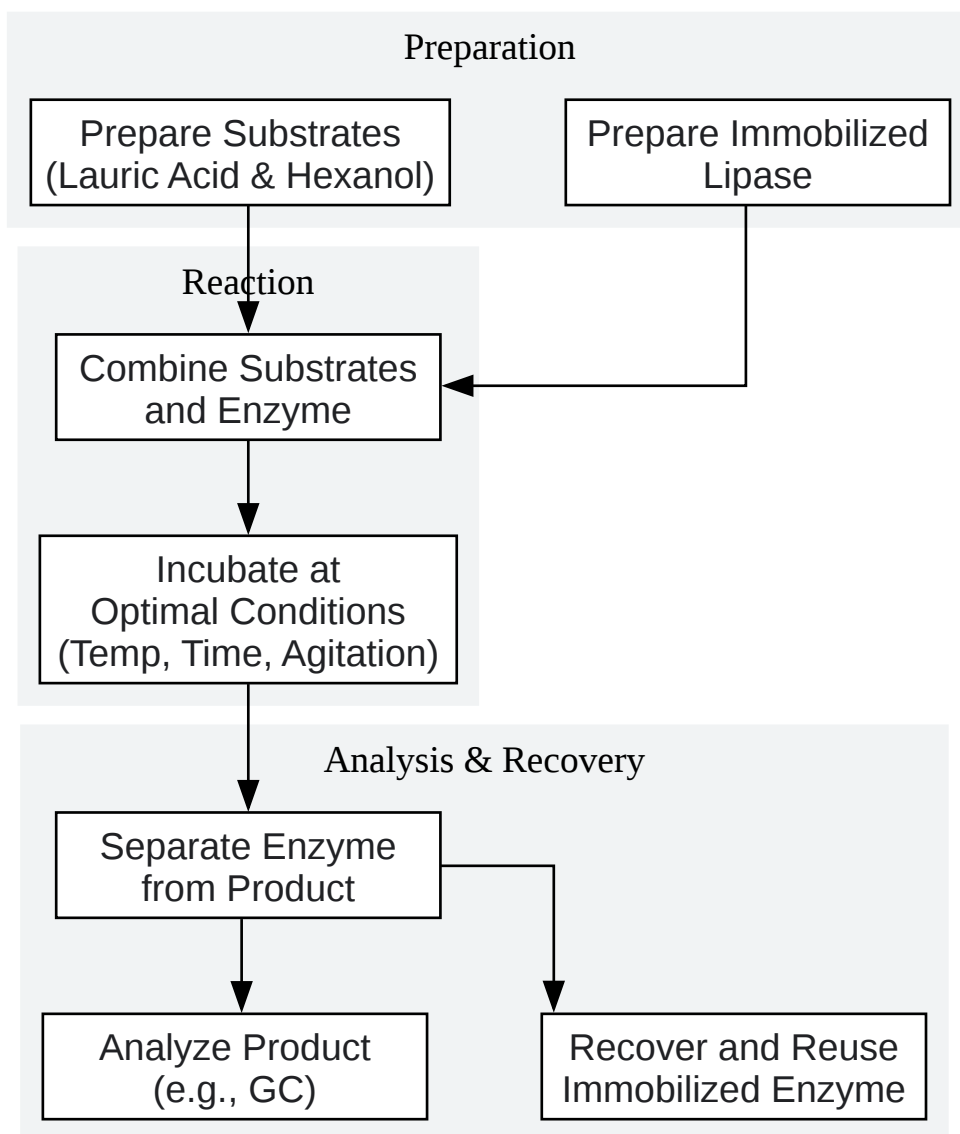 Preparation
Prepare Substrates
(Lauric Acid & Hexanol)
Prepare Immobilized
Lipase
Reaction
Combine Substrates
and Enzyme
Incubate at
Optimal Conditions
(Temp, Time, Agitation)
Analysis & Recovery
Separate Enzyme
from Product
Analyze Product
(e.g., GC)
Recover and Reuse
Immobilized Enzyme